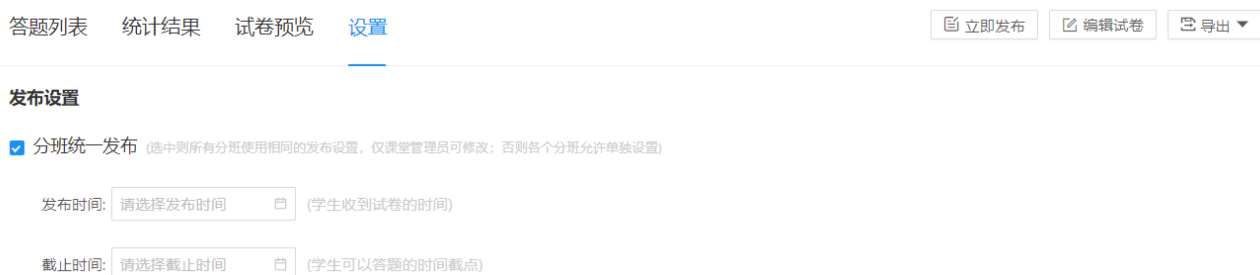 答题列表 统计结果 试卷预览 设置 立即发布 编辑试卷 导出
发布设置
分班统一发布 (选中则所有分班使用相同的发布设置，仅课堂管理员可修改；否则各个分班允许单独设置)
发布时间: 请选择发布时间 (学生收到试卷的时间)
截止时间: 请选择截止时间 (学生可以答题的时间截点)